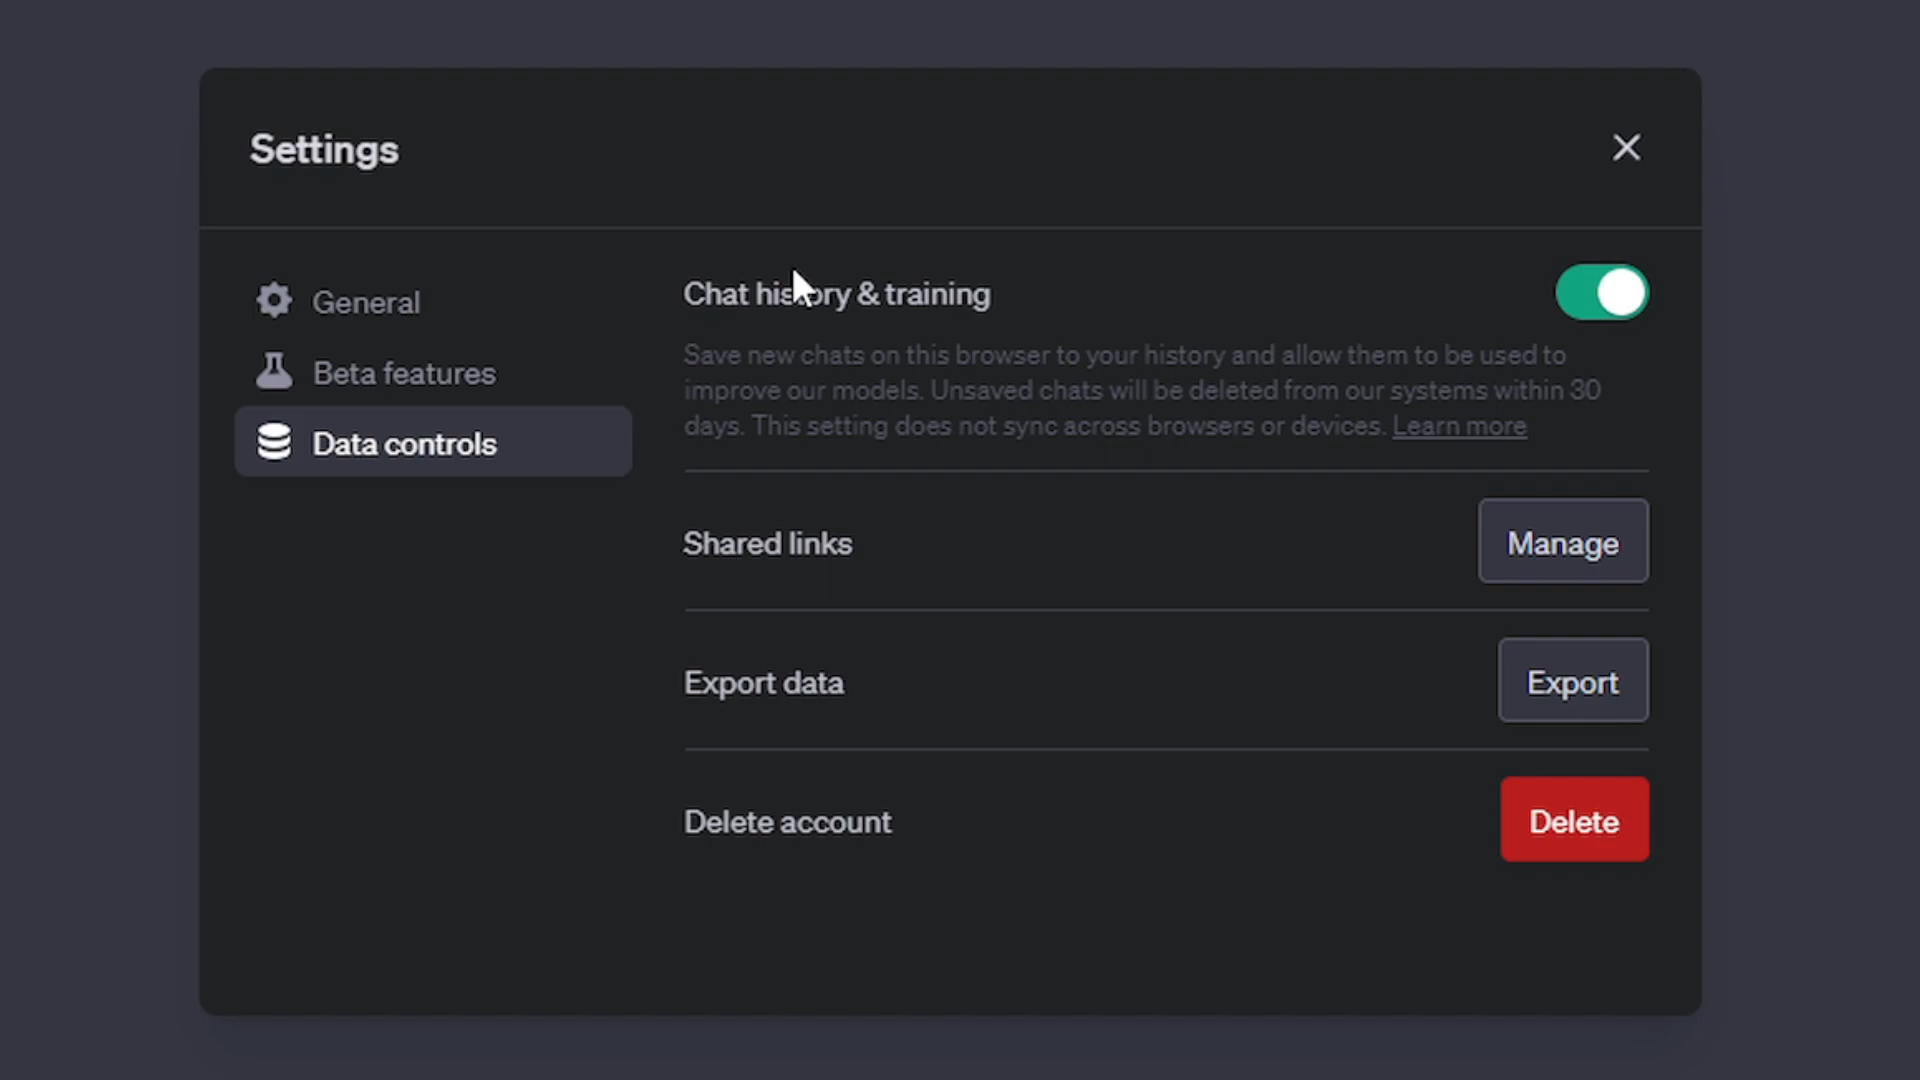 Settings
General
Beta features
Data controls
Chat history & training
Save new chats on this browser to your history and allow them to be used to
improve our models. Unsaved chats will be deleted from our systems within 30
days. This setting does not sync across browsers or devices. Learn more
Shared links
Manage
Export data
Export
Delete account
Delete